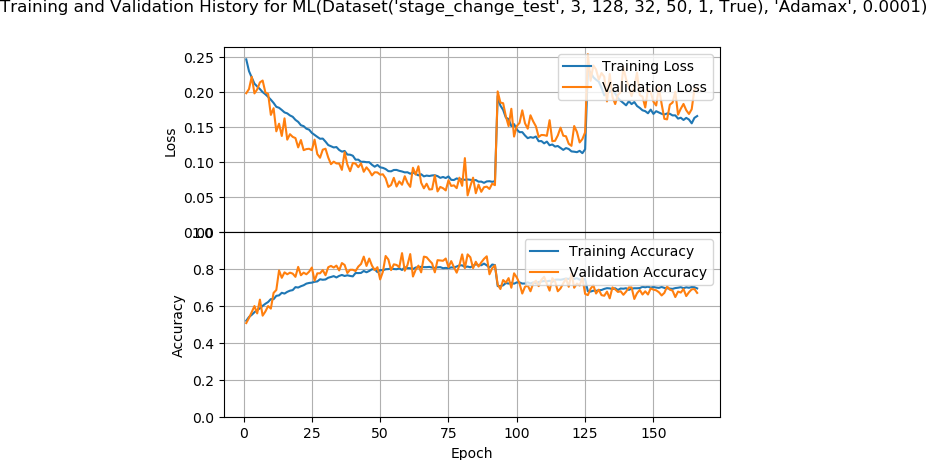 Training and Validation History for ML(Dataset('stage_change_test', 3, 128, 32, 50, 1, True), 'Adamax', 0.0001)
0.25
0.20
0.15
0.10
0.05
0.00
Loss
Training Loss
Validation Loss
1.0
0.8
0.6
0.4
0.2
0.0
Accuracy
Training Accuracy
Validation Accuracy
0 25 50 75 100 125 150
Epoch